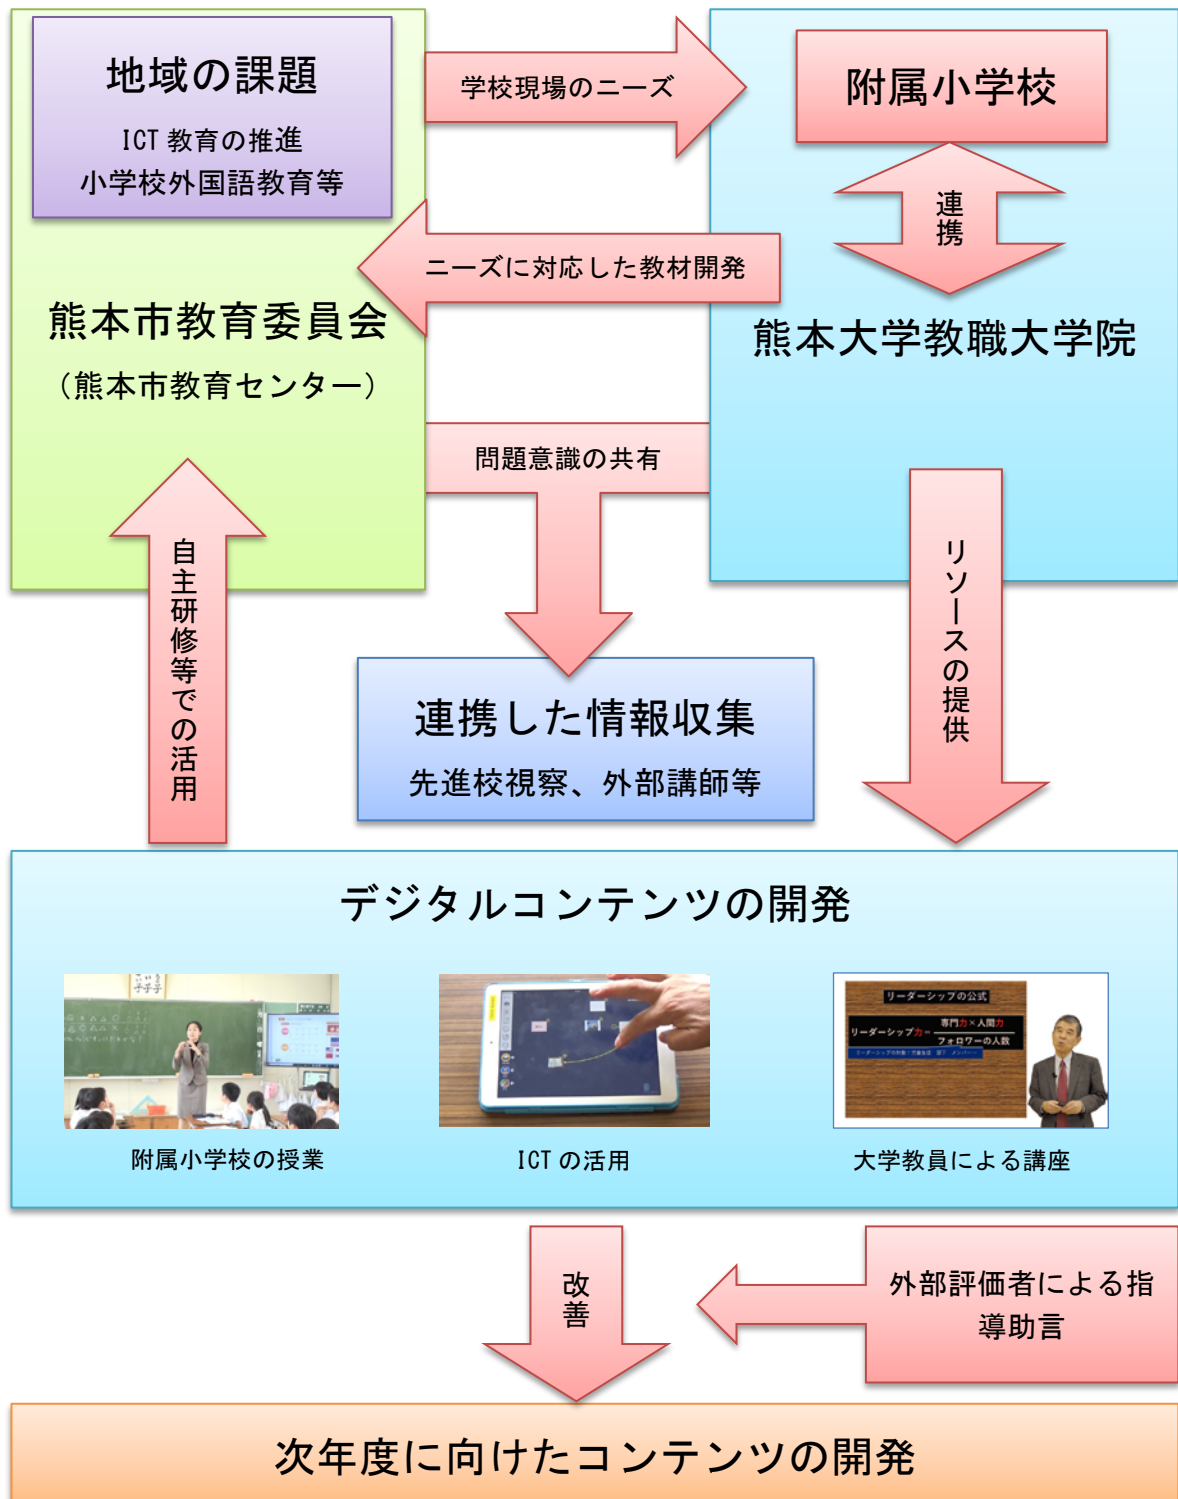 地域の課題
ICT 教育の推進
小学校外国語教育等
学校現場のニーズ
附属小学校
連携
ニーズに対応した教材開発
熊本市教育委員会
（熊本市教育センター）
熊本大学教職大学院
問題意識の共有
自主研修等での活用
リソースの提供
連携した情報収集
先進校視察、外部講師等
デジタルコンテンツの開発
リーダーシップの公式
リーダーシップ力=
専門力×人間力
フォロワーの人数
附属小学校の授業
ICT の活用
大学教員による講座
改善
外部評価者による指
導助言
次年度に向けたコンテンツの開発